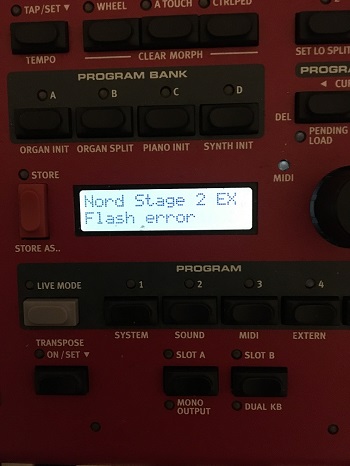 TAP/SET ▼
WHEEL
A TOUCH
CTRLPED
TEMPO
CLEAR MORPH
SET LO SPLIT
PROGRAM BANK
A
B
C
D
ORGAN INIT
ORGAN SPLIT
PIANO INIT
SYNTH INIT
DEL
PENDING
LOAD
STORE
MIDI
Nord Stage 2 EX
Flash error
STORE AS..
PROGRAM
LIVE MODE
1
2
3
4
SYSTEM
SOUND
MIDI
EXTERN
TRANSPOSE
ON/SET ▼
SLOT A
SLOT B
MONO
OUTPUT
DUAL KB